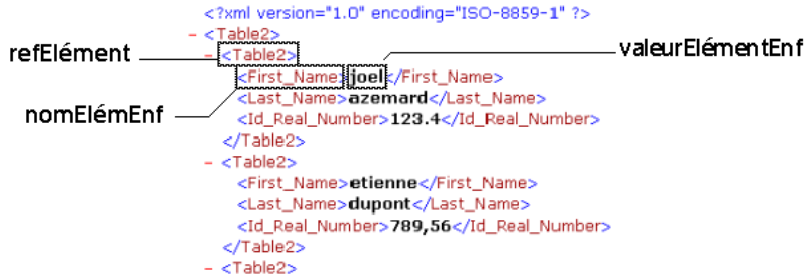 <?xml version="1.0" encoding="ISO-8859-1" ?>
- <Table2>
refElément
- <Table2>
valeurElémentEnf
<First_Name>joel</First_Name>
<Last_Name>azemard</Last_Name>
nomElémEnf
<Id_Real_Number>123.4</Id_Real_Number>
</Table2>
- <Table2>
<First_Name>etienne</First_Name>
<Last_Name>dupont</Last_Name>
<Id_Real_Number>789,56</Id_Real_Number>
</Table2>
- <Table2>